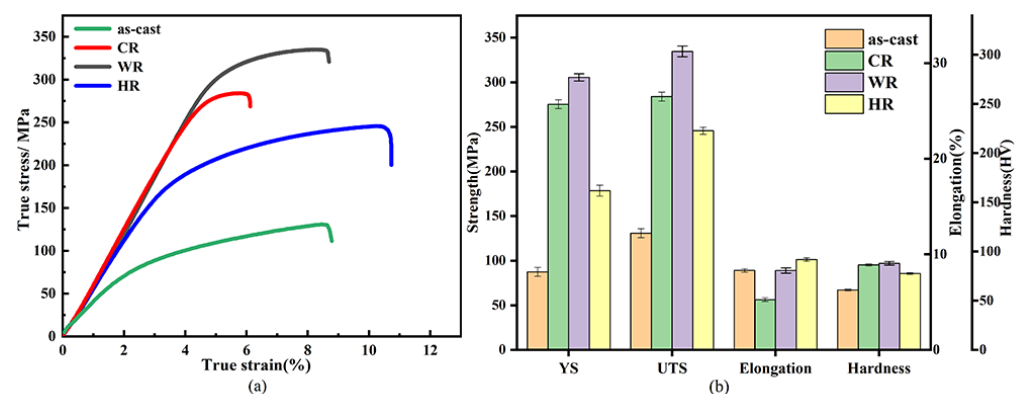 (a)
as-cast
CR
WR
HR
True stress/ MPa
350
300
250
200
150
100
50
0
0 2 4 6 8 10 12
True strain(%)
(a)
(b)
as-cast
CR
WR
HR
Strength(MPa)
350
300
250
200
150
100
50
0
YS UTS Elongation Hardness
Elongation(%)
30
20
10
0
Hardness(HV)
300
250
200
150
100
50
0
(b)